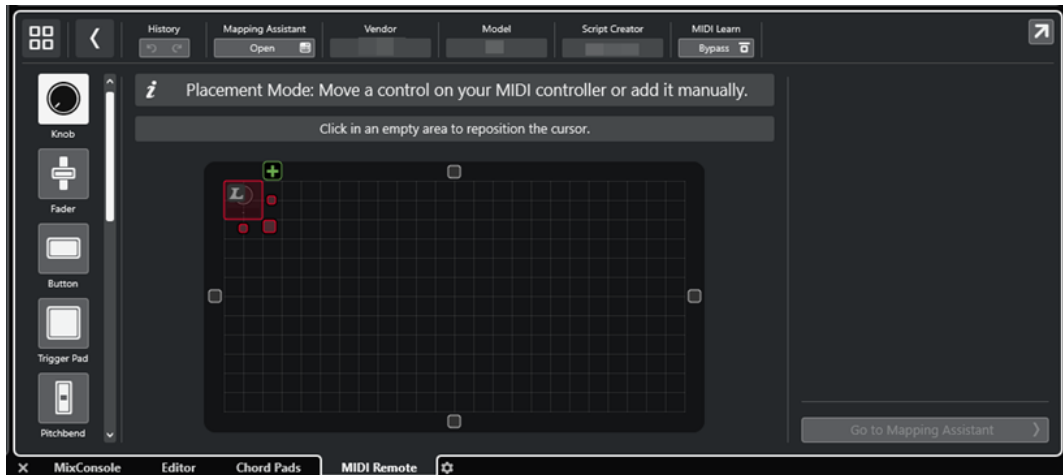 History Mapping Assistant Vendor Model Script Creator MIDI Learn
Open Bypass
i Placement Mode: Move a control on your MIDI controller or add it manually.
Click in an empty area to reposition the cursor.
Knob
L
Fader
Button
Trigger Pad
Pitchbend
Go to Mapping Assistant
MixConsole Editor Chord Pads MIDI Remote